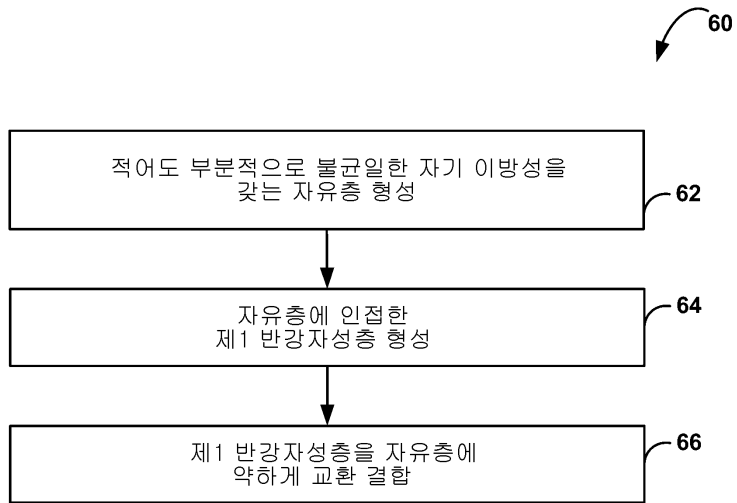 60
적어도 부분적으로 불균일한 자기 이방성을
갖는 자유층 형성
62
자유층에 인접한
제1 반강자성층 형성
64
제1 반강자성층을 자유층에
약하게 교환 결합
66